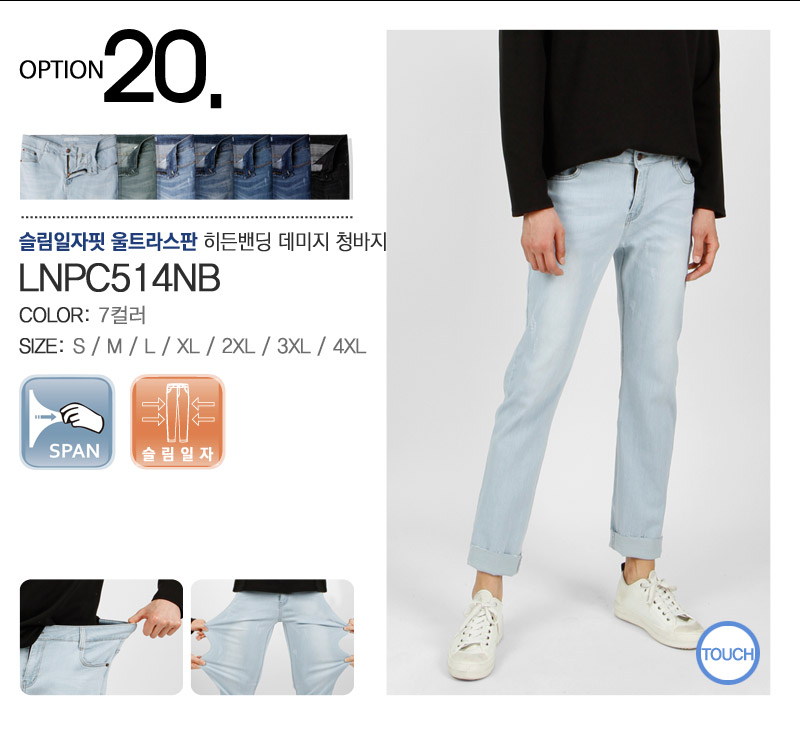 OPTION 20.
슬림일자핏 울트라스판 히든밴딩 데미지 청바지
LNPC514NB
COLOR: 7컬러
SIZE: S / M / L / XL / 2XL / 3XL / 4XL
SPAN
슬림일자
TOUCH